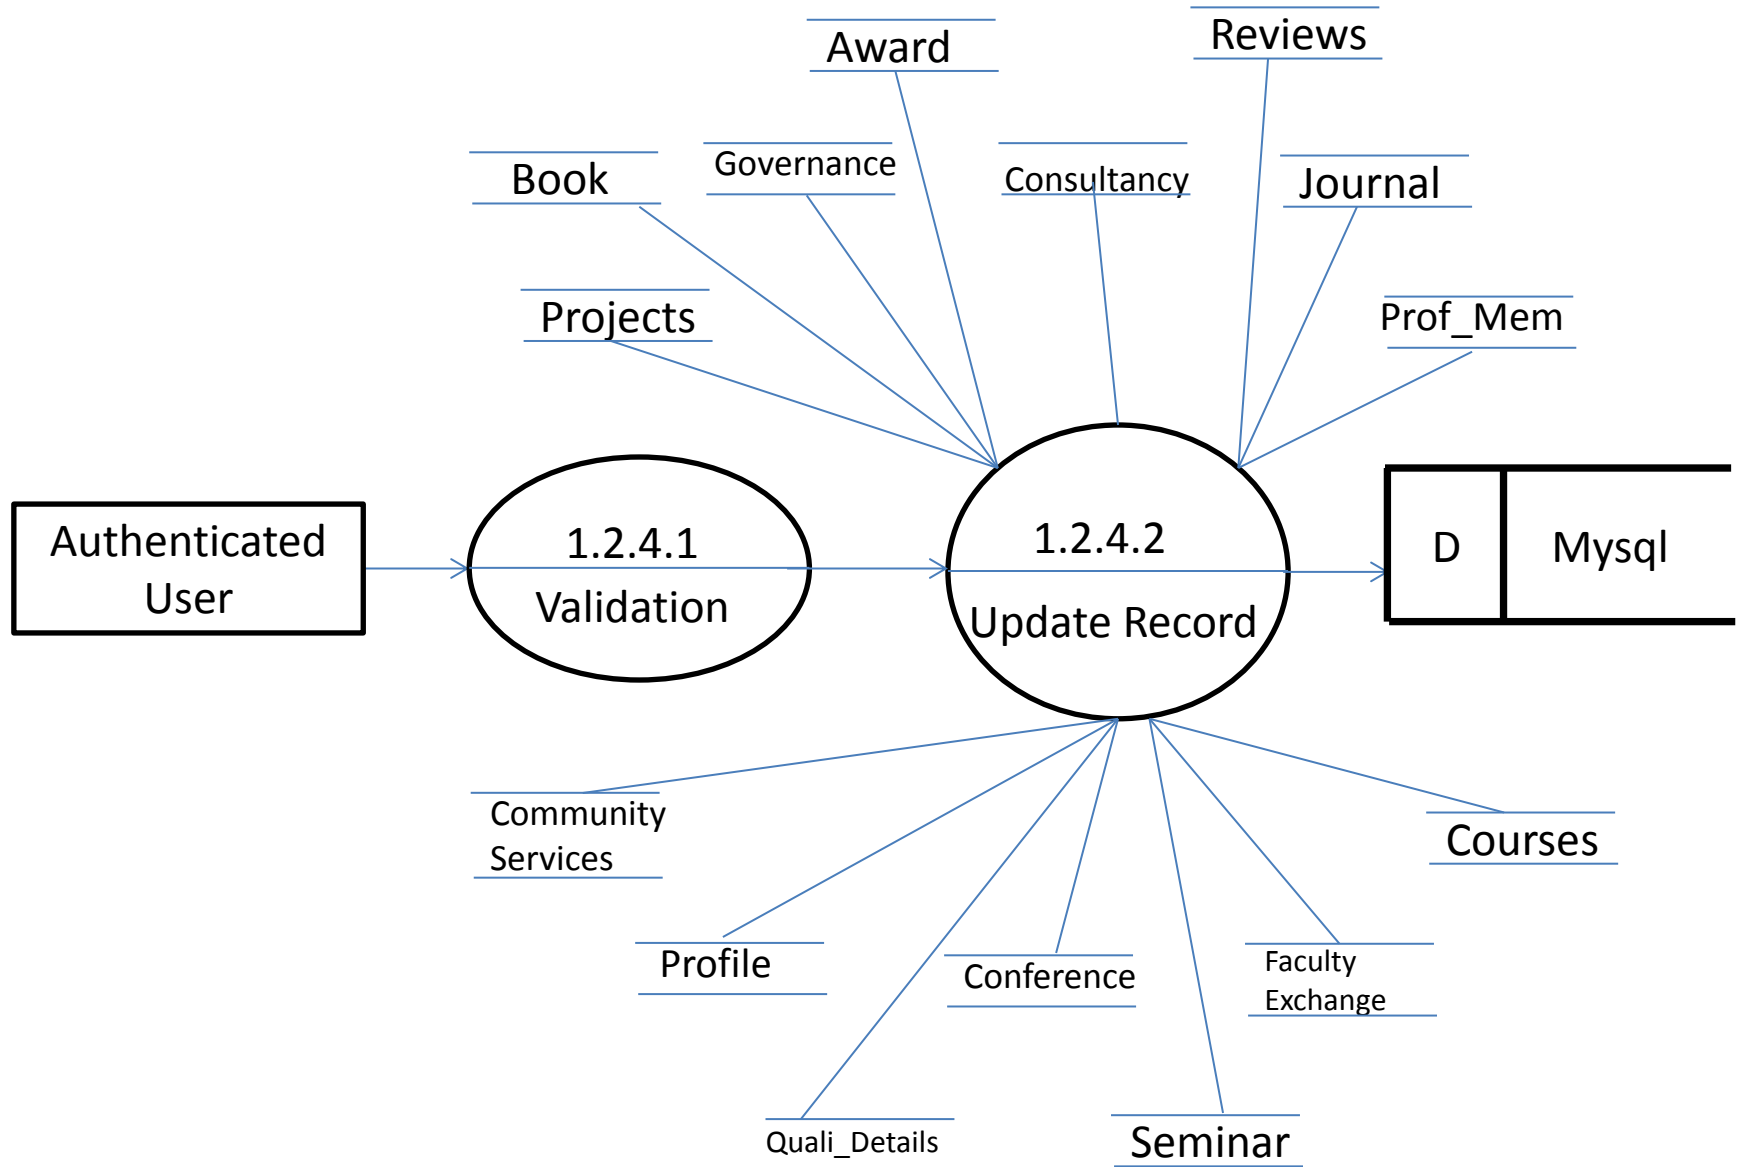 Reviews
Award
Governance
Book
Consultancy
Journal
Projects
Prof_Mem
Authenticated
User
1.2.4.1
Validation
1.2.4.2
Update Record
D
Mysql
Community
Services
Courses
Profile
Conference
Faculty
Exchange
Quali_Details
Seminar